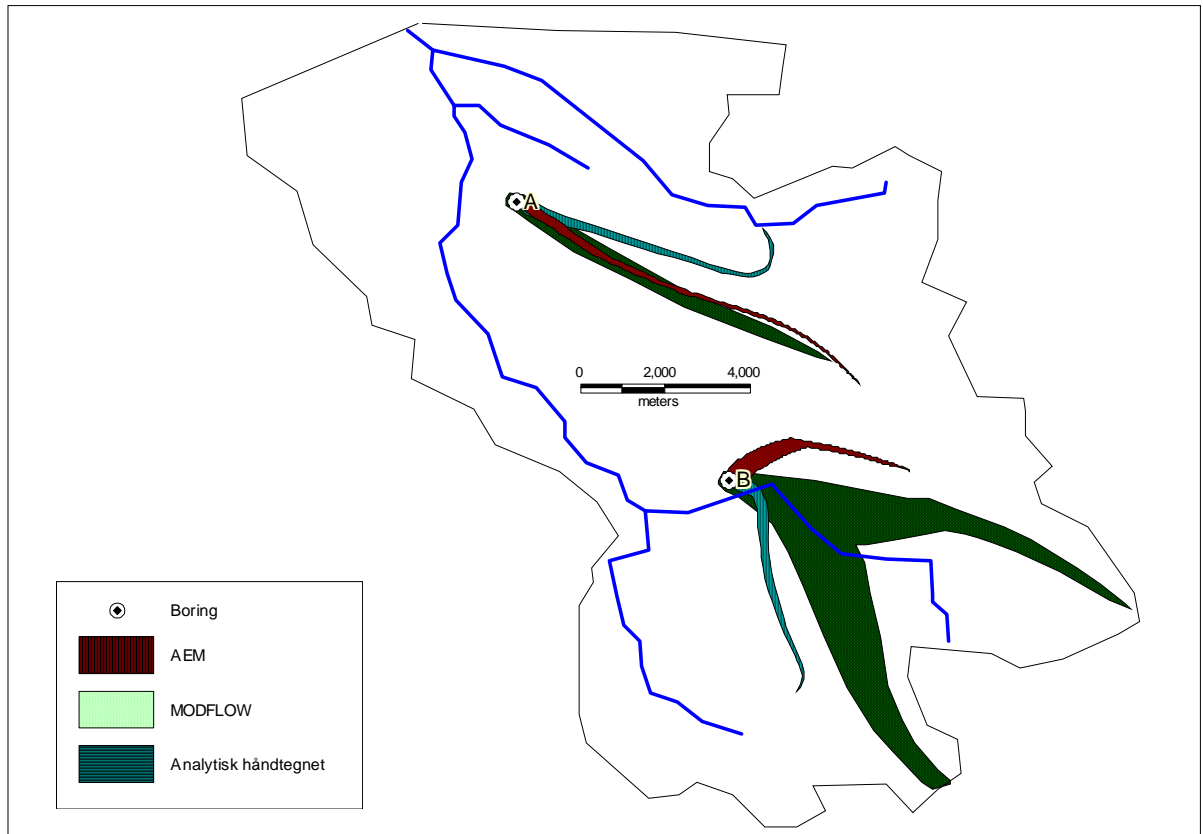 A
0 2,000 4,000
meters
B
Boring
AEM
MODFLOW
Analytisk håndtegnet